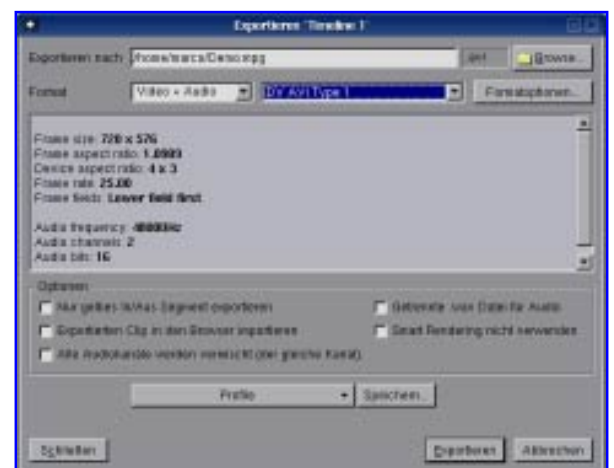 Exportieren "Timeline 1"
Exportieren nach /home/marca/Demo.mpg .avi Browse...
Format Video + Audio DV AVI Type 1 Formatoptionen...
Frame size: 720 x 576
Frame aspect ratio: 1.0989
Device aspect ratio: 4 x 3
Frame rate: 25.00
Frame fields: Lower field first
Audio frequency: 48000Hz
Audio channels: 2
Audio bits: 16
Optionen
Nur gelbes In/Aus Segment exportieren
Getrennte .wav Datei für Audio
Exportierten Clip in den Browser importieren
Smart Rendering nicht verwenden
Alle Audiokanäle werden vermischt (der gleiche Kanal).
Profile Speichern...
Schließen Exportieren Abbrechen